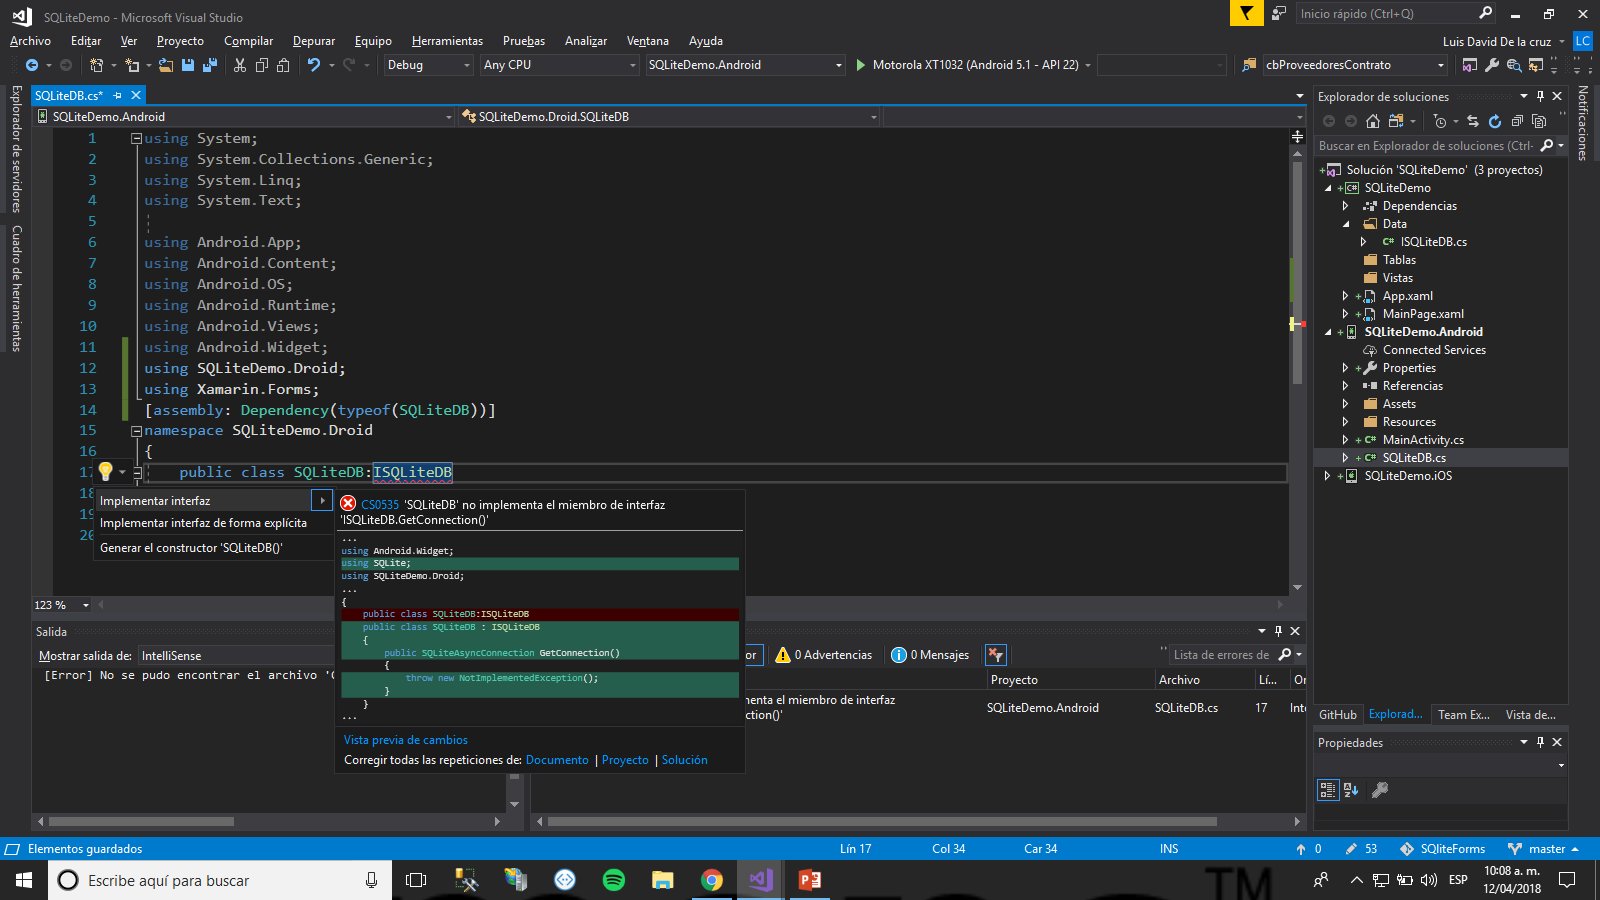 SQLiteDemo - Microsoft Visual Studio
Inicio rápido (Ctrl+Q)
Archivo Editar Ver Proyecto Compilar Depurar Equipo Herramientas Pruebas Analizar Ventana Ayuda
Luis David De la cruz LC
Debug Any CPU SQLiteDemo.Android Motorola XT1032 (Android 5.1 - API 22) cbProveedoresContrato
Explorador de servidores
Cuadro de herramientas
SQLiteDB.cs*
SQLiteDemo.Android SQLiteDemo.Droid.SQLiteDB
1 using System;
2 using System.Collections.Generic;
3 using System.Linq;
4 using System.Text;
5
6 using Android.App;
7 using Android.Content;
8 using Android.OS;
9 using Android.Runtime;
10 using Android.Views;
11 using Android.Widget;
12 using SQLiteDemo.Droid;
13 using Xamarin.Forms;
14 [assembly: Dependency(typeof(SQLiteDB))]
15 namespace SQLiteDemo.Droid
16 {
17 public class SQLiteDB:ISQLiteDB
18
19
20
Implementar interfaz
Implementar interfaz de forma explícita
Generar el constructor 'SQLiteDB()'
CS0535 'SQLiteDB' no implementa el miembro de interfaz
'ISQLiteDB.GetConnection()'
...
using Android.Widget;
using SQLite;
using SQLiteDemo.Droid;
...
{
public class SQLiteDB:ISQLiteDB
public class SQLiteDB : ISQLiteDB
{
public SQLiteAsyncConnection GetConnection()
{
throw new NotImplementedException();
}
}
...
Vista previa de cambios
Corregir todas las repeticiones de: Documento | Proyecto | Solución
123 %
Salida
Mostrar salida de: IntelliSense
[Error] No se pudo encontrar el archivo '
or 0 Advertencias 0 Mensajes Lista de errores de
Proyecto Archivo Lí... 
enta el miembro de interfaz
ction()'
SQLiteDemo.Android SQLiteDB.cs 17 Inte
Explorador de soluciones
Buscar en Explorador de soluciones (Ctrl-
Solución 'SQLiteDemo' (3 proyectos)
SQLiteDemo
Dependencias
Data
ISQLiteDB.cs
Tablas
Vistas
App.xaml
MainPage.xaml
SQLiteDemo.Android
Connected Services
Properties
Referencias
Assets
Resources
MainActivity.cs
SQLiteDB.cs
SQLiteDemo.iOS
Notificaciones
GitHub Explorad... Team Ex... Vista de...
Propiedades
Elementos guardados Lín 17 Col 34 Car 34 INS 0 53 SQliteForms master
Escribe aquí para buscar
TM
ESP
10:08 a. m.
12/04/2018